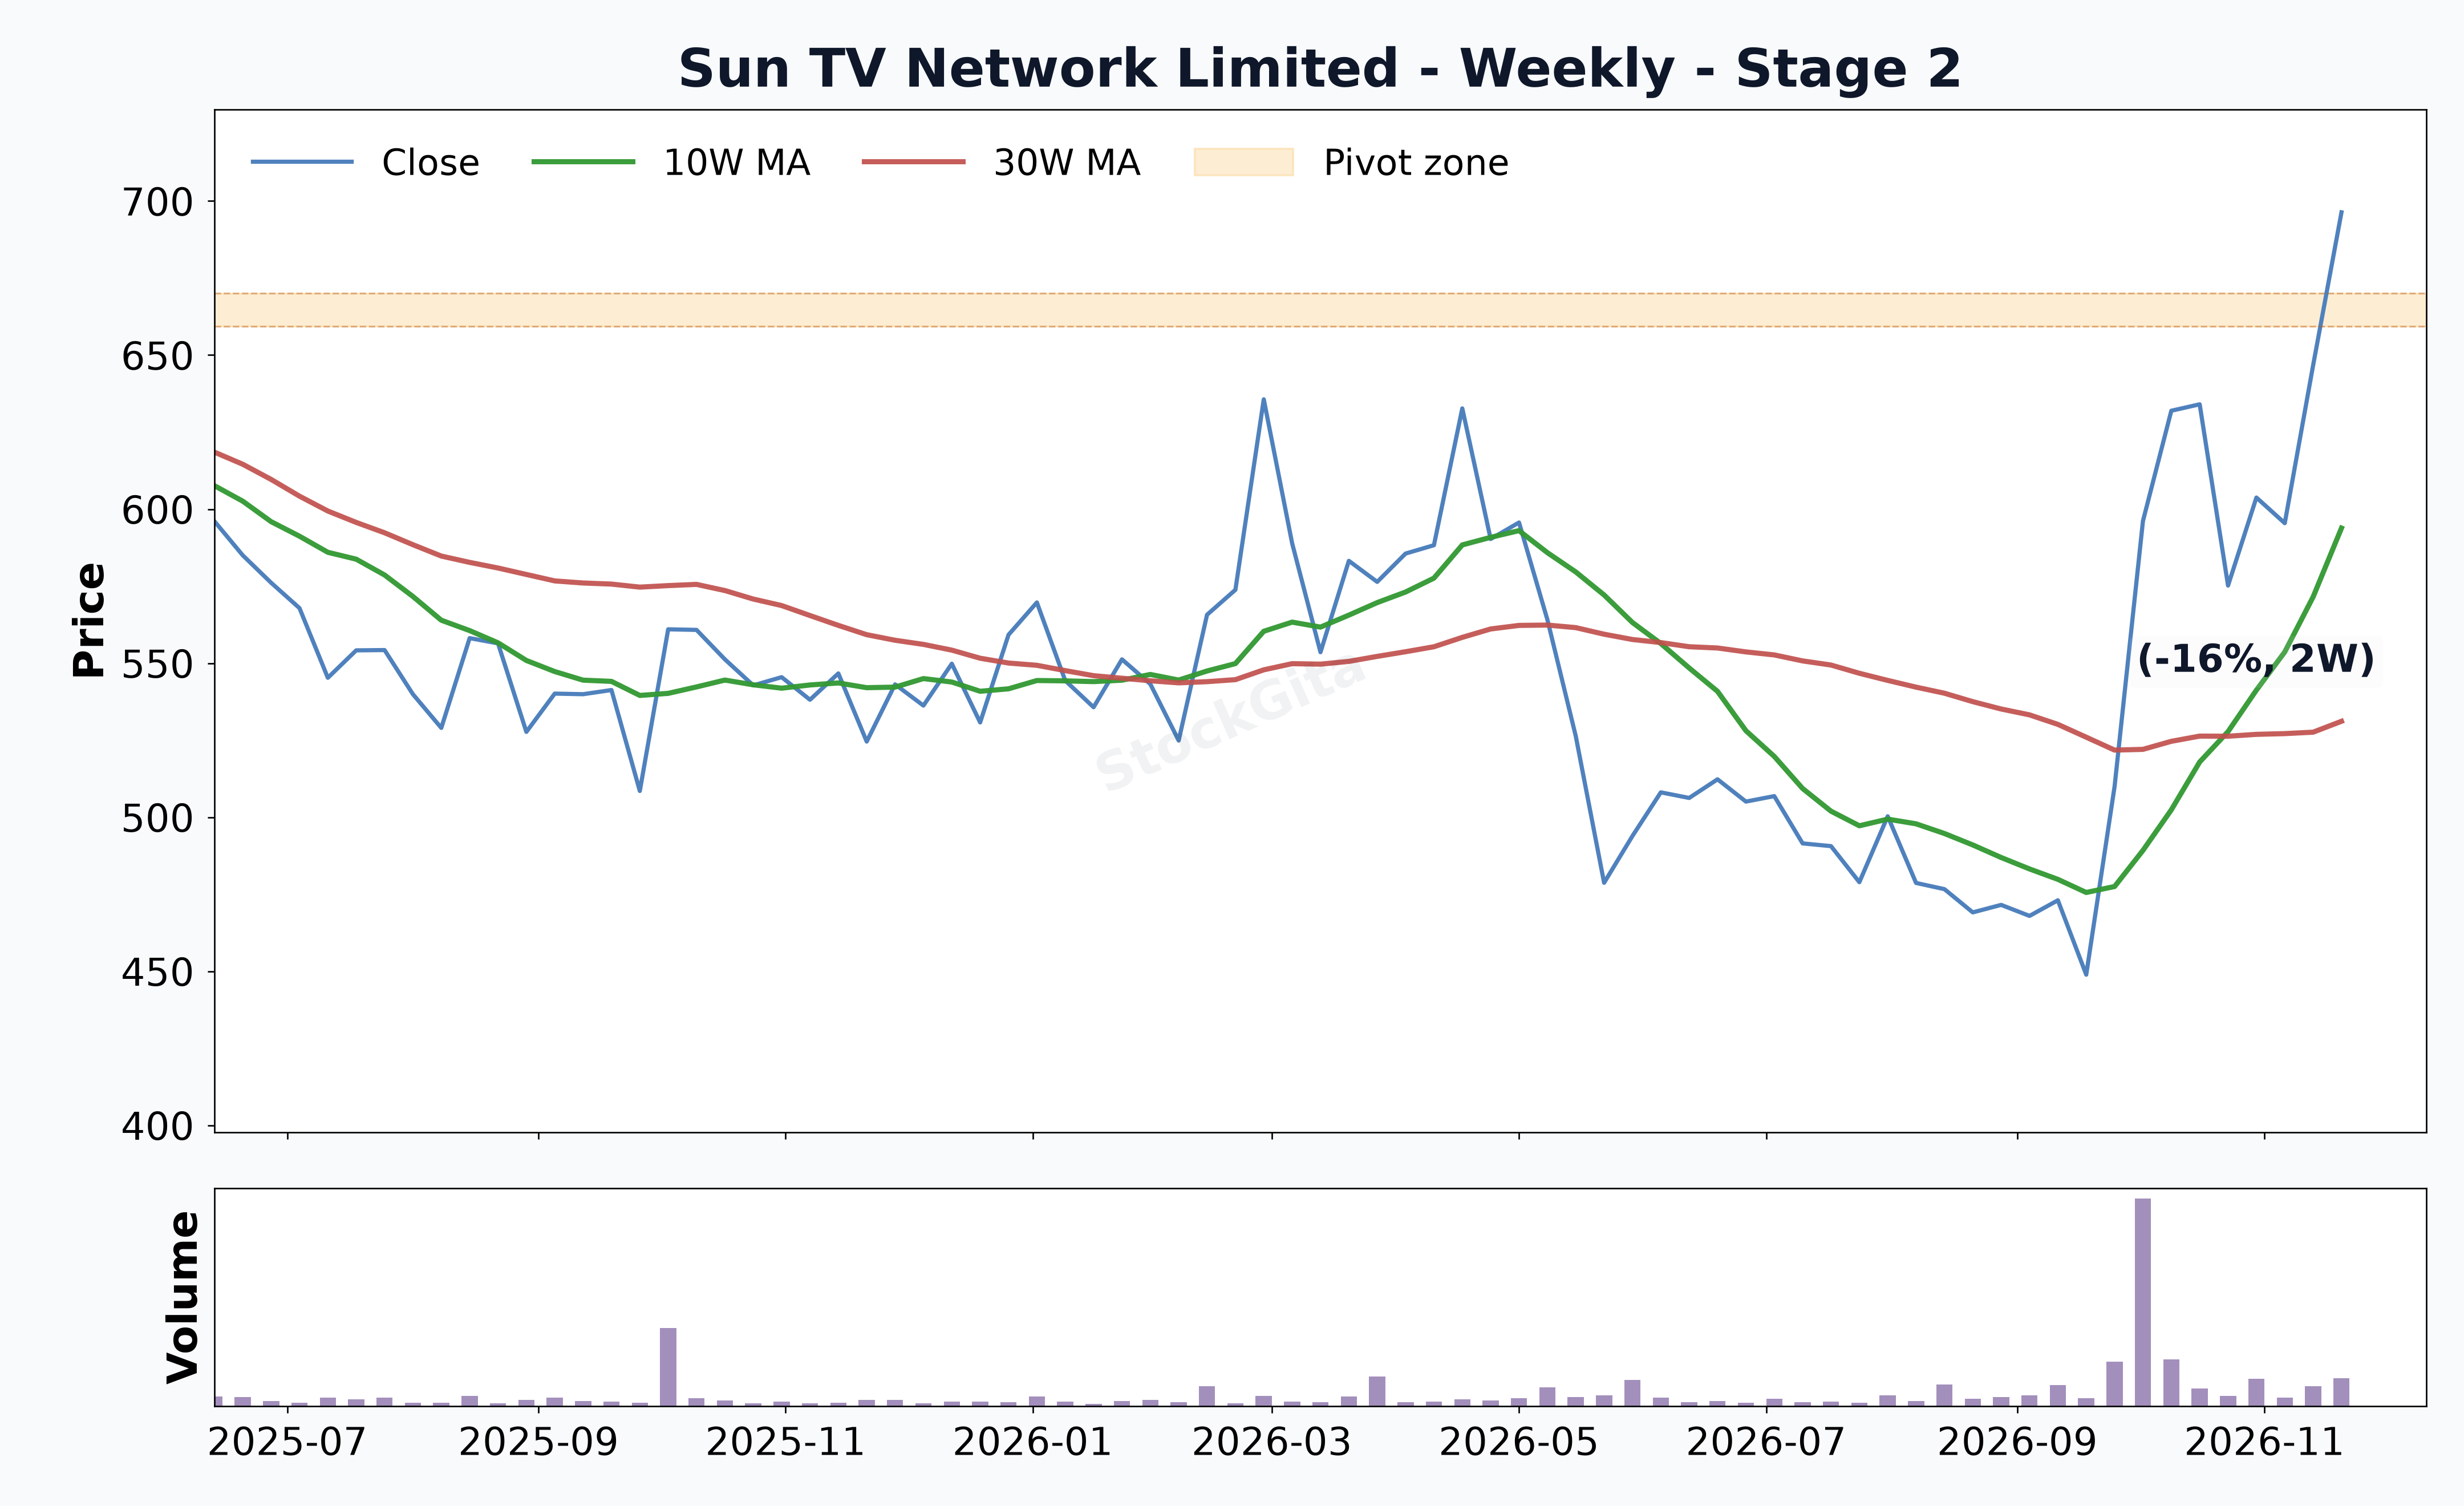 Sun TV Network Limited - Weekly - Stage 2
Close
10W MA
30W MA
Pivot zone
700
650
600
550
500
450
400
Price
(-16%, 2W)
StockGita
Volume
2025-07
2025-09
2025-11
2026-01
2026-03
2026-05
2026-07
2026-09
2026-11